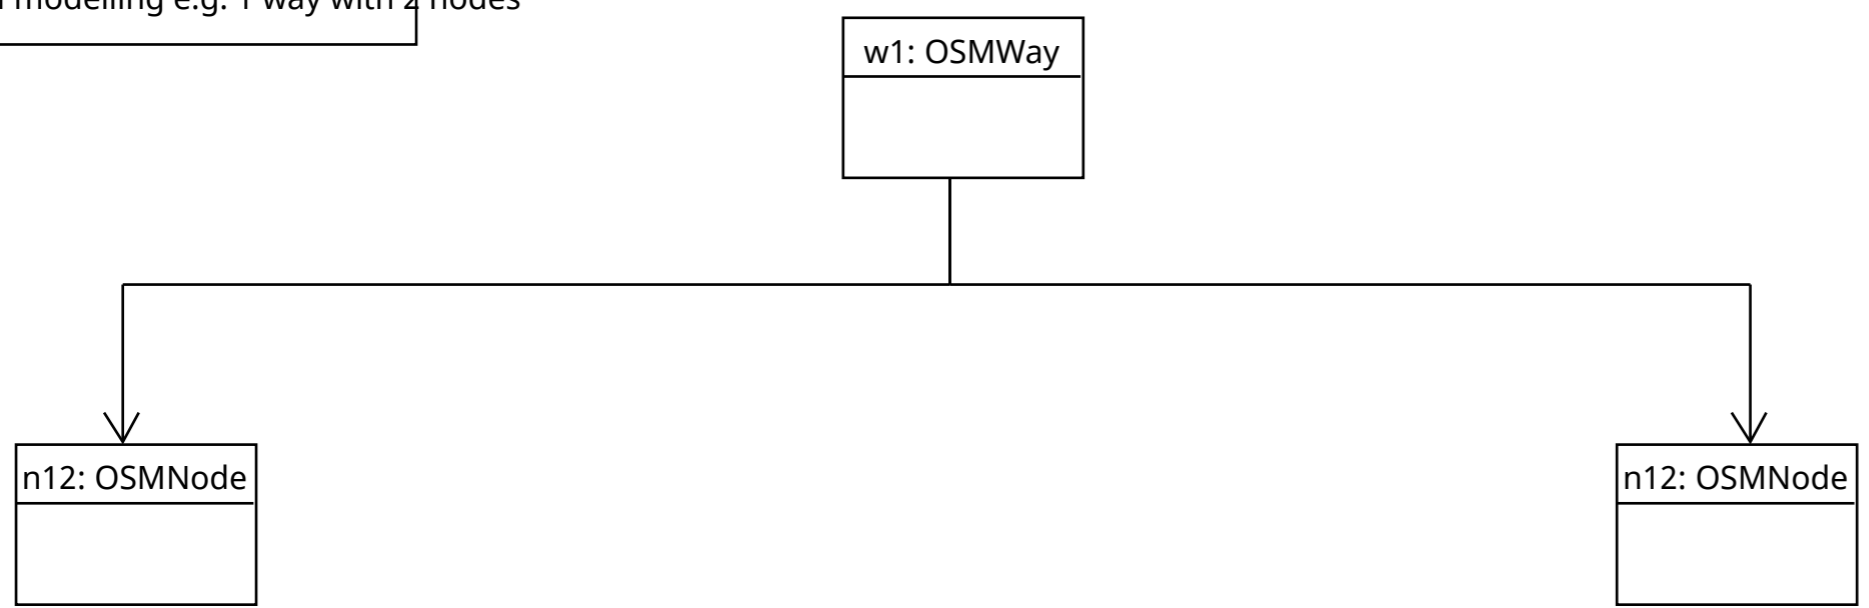 modelling e.g. 1 way with 2 nodes
w1: OSMWay
n12: OSMNode
n12: OSMNode